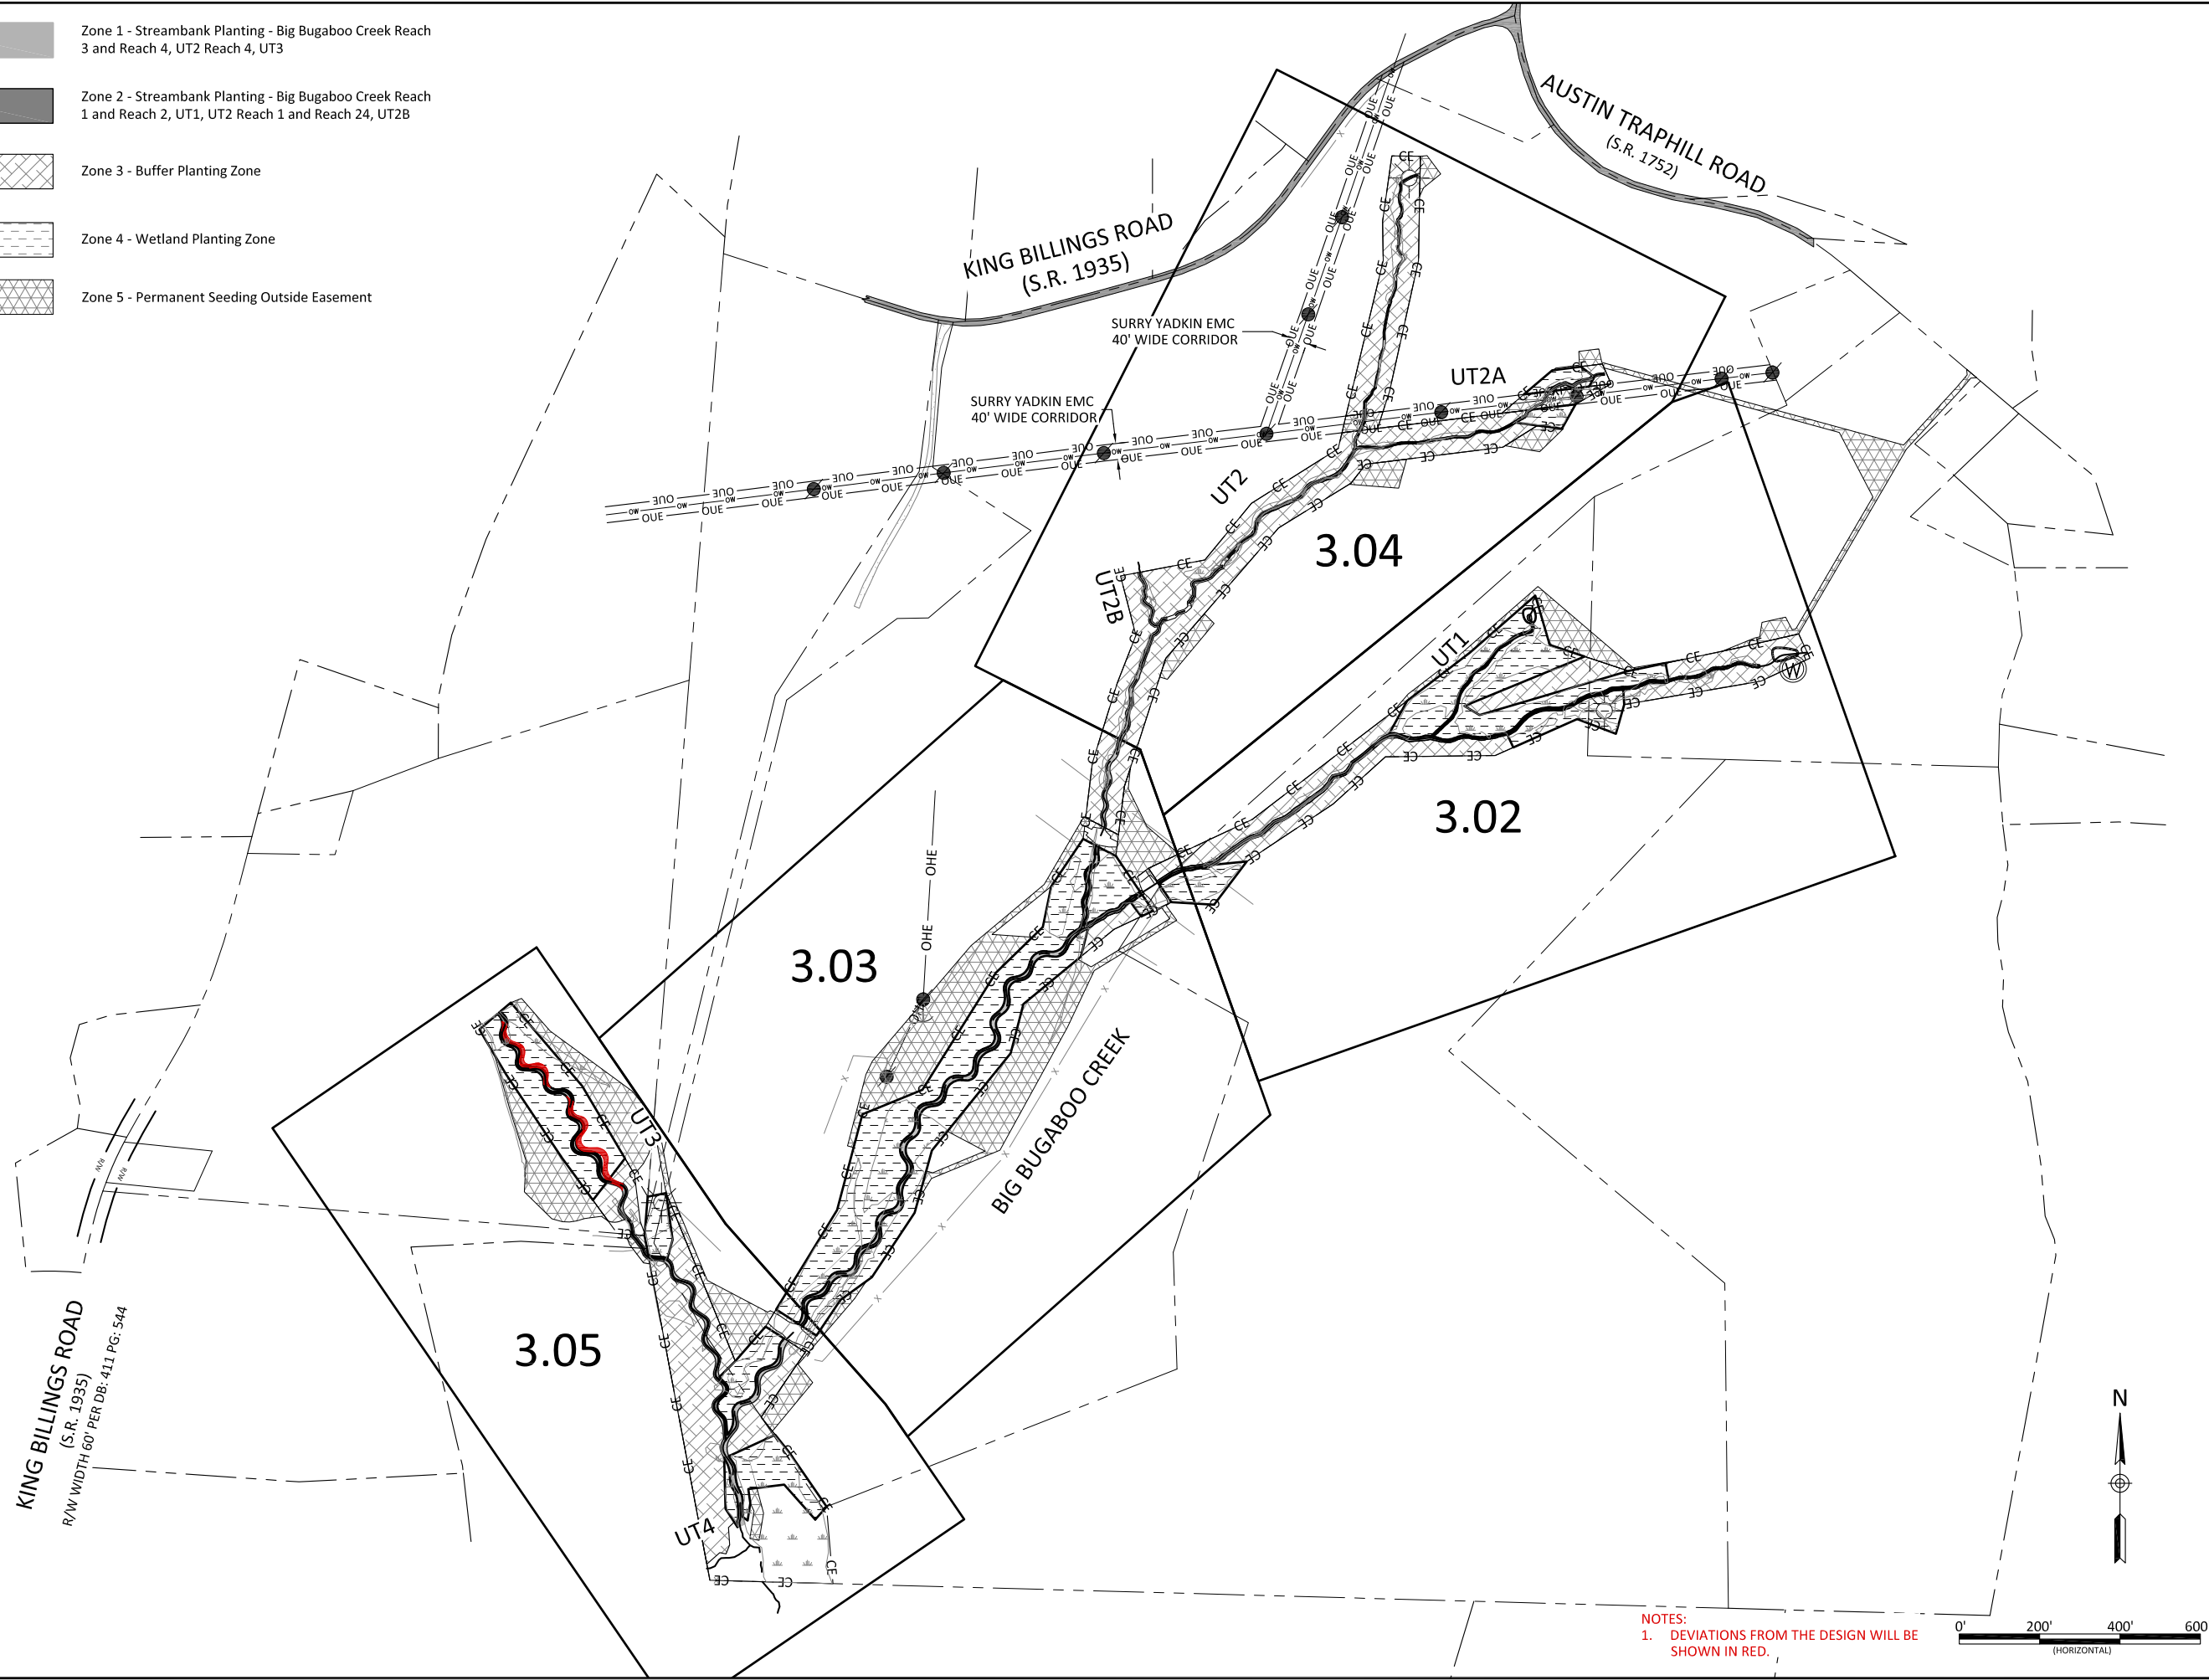 Zone 1 - Streambank Planting - Big Bugaboo Creek Reach
3 and Reach 4, UT2 Reach 4, UT3
Zone 2 - Streambank Planting - Big Bugaboo Creek Reach
1 and Reach 2, UT1, UT2 Reach 1 and Reach 24, UT2B
Zone 3 - Buffer Planting Zone
Zone 4 - Wetland Planting Zone
Zone 5 - Permanent Seeding Outside Easement
AUSTIN TRAPHILL ROAD
(S.R. 1752)
KING BILLINGS ROAD
(S.R. 1935)
SURRY YADKIN EMC
40' WIDE CORRIDOR
SURRY YADKIN EMC
40' WIDE CORRIDOR
UT2A
UT2
3.04
UT2B
UT1
W
3.02
OHE
OHE
3.03
BIG BUGABOO CREEK
UT3
R/W
R/W
3.05
UT4
KING BILLINGS ROAD
(S.R. 1935)
R/W WIDTH 60' PER DB: 411 PG: 544
N
NOTES:
1. DEVIATIONS FROM THE DESIGN WILL BE
SHOWN IN RED.
0' 200' 400' 600
(HORIZONTAL)